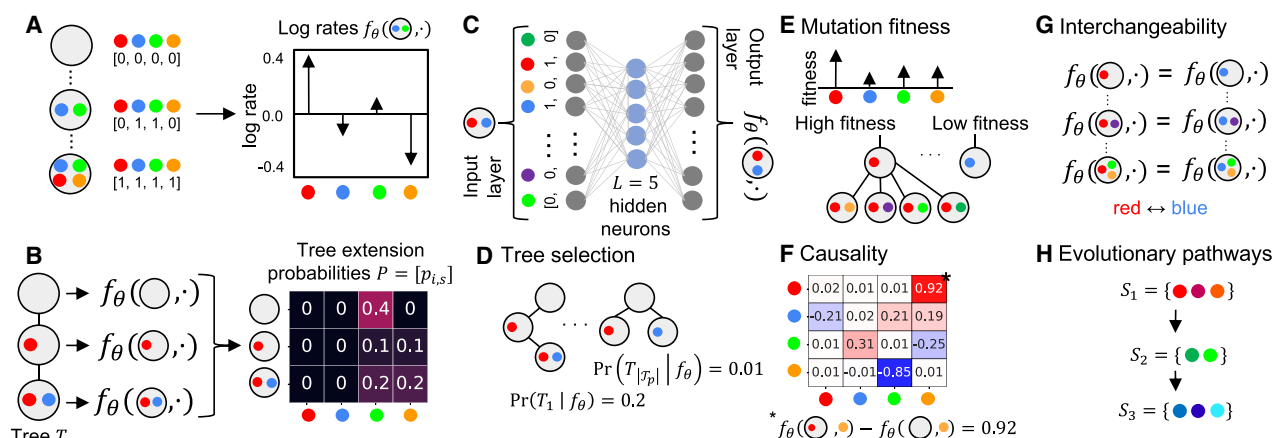 A
[0, 0, 0, 0]
[0, 1, 1, 0]
[1, 1, 1, 1]
Log rates fθ( ,·)
log rate
0.4
0.0
-0.4
B
fθ( ,·)
fθ( ,·)
fθ( ,·)
Tree T
Tree extension
probabilities P = [pi,s]
0 0 0.4 0
0 0 0.1 0.1
0 0 0.2 0.2
C
Input
layer
[0, 0, ⋯ 1, 0, 1, 0]
L = 5
hidden
neurons
Output
layer
fθ( ,·)
D Tree selection
Pr(T|𝒯p| | fθ) = 0.01
Pr(T1 | fθ) = 0.2
E Mutation fitness
fitness
High fitness
Low fitness
F Causality
*
0.02 0.01 0.01 0.92
-0.21 0.02 0.21 0.19
0.01 0.31 0.01 -0.25
0.01 -0.01 -0.85 0.01
*fθ( , ) − fθ( , ) = 0.92
G Interchangeability
fθ( ,·) = fθ( ,·)
fθ( ,·) = fθ( ,·)
fθ( ,·) = fθ( ,·)
red ↔ blue
H Evolutionary pathways
S1 = { }
S2 = { }
S3 = { }